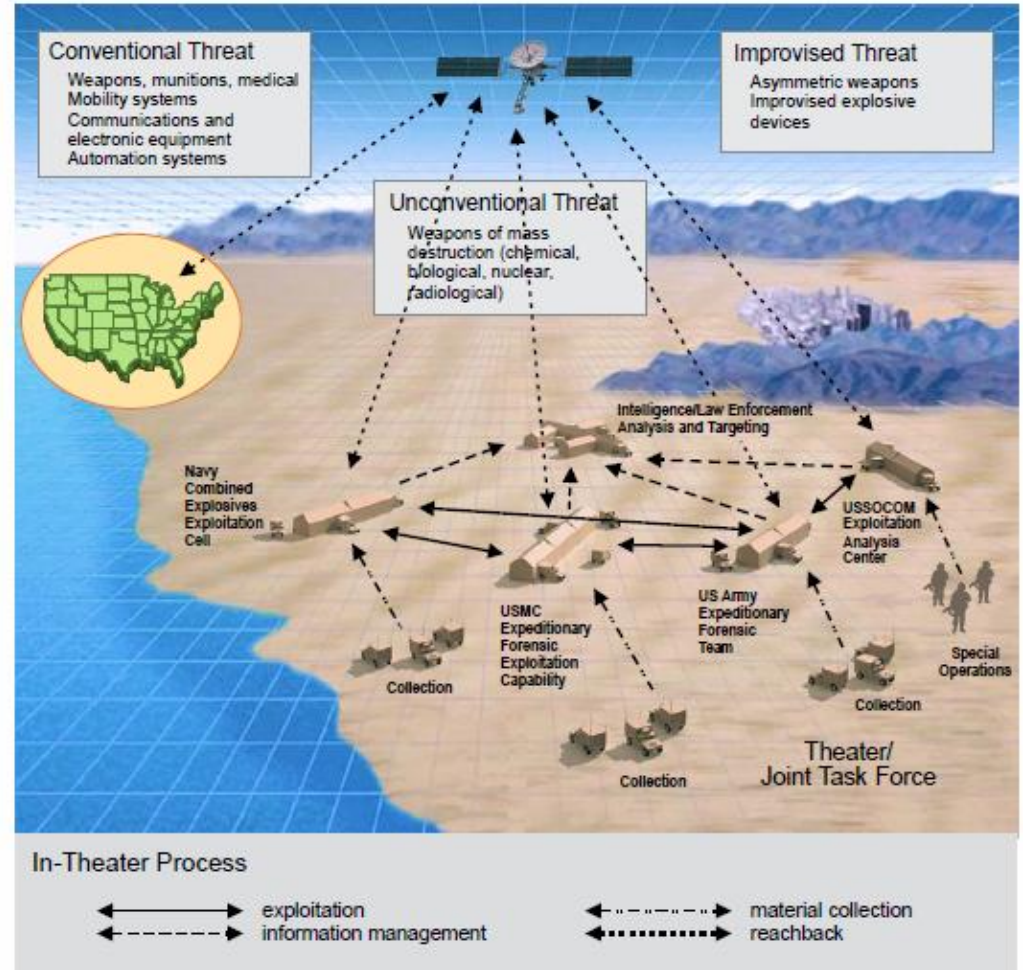 Conventional Threat
Weapons, munitions, medical
Mobility systems
Communications and
electronic equipment
Automation systems
Improvised Threat
Asymmetric weapons
Improvised explosive
devices
Unconventional Threat
Weapons of mass
destruction (chemical,
biological, nuclear,
radiological)
Intelligence/Law Enforcement
Analysis and Targeting
Navy
Combined
Explosives
Exploitation
Cell
USSOCOM
Exploitation
Analysis
Center
USMC
Expeditionary
Forensic
Exploitation
Capability
US Army
Expeditionary
Forensic
Team
Special
Operations
Collection
Collection
Collection
Theater/
Joint Task Force
In-Theater Process
exploitation
information management
material collection
reachback